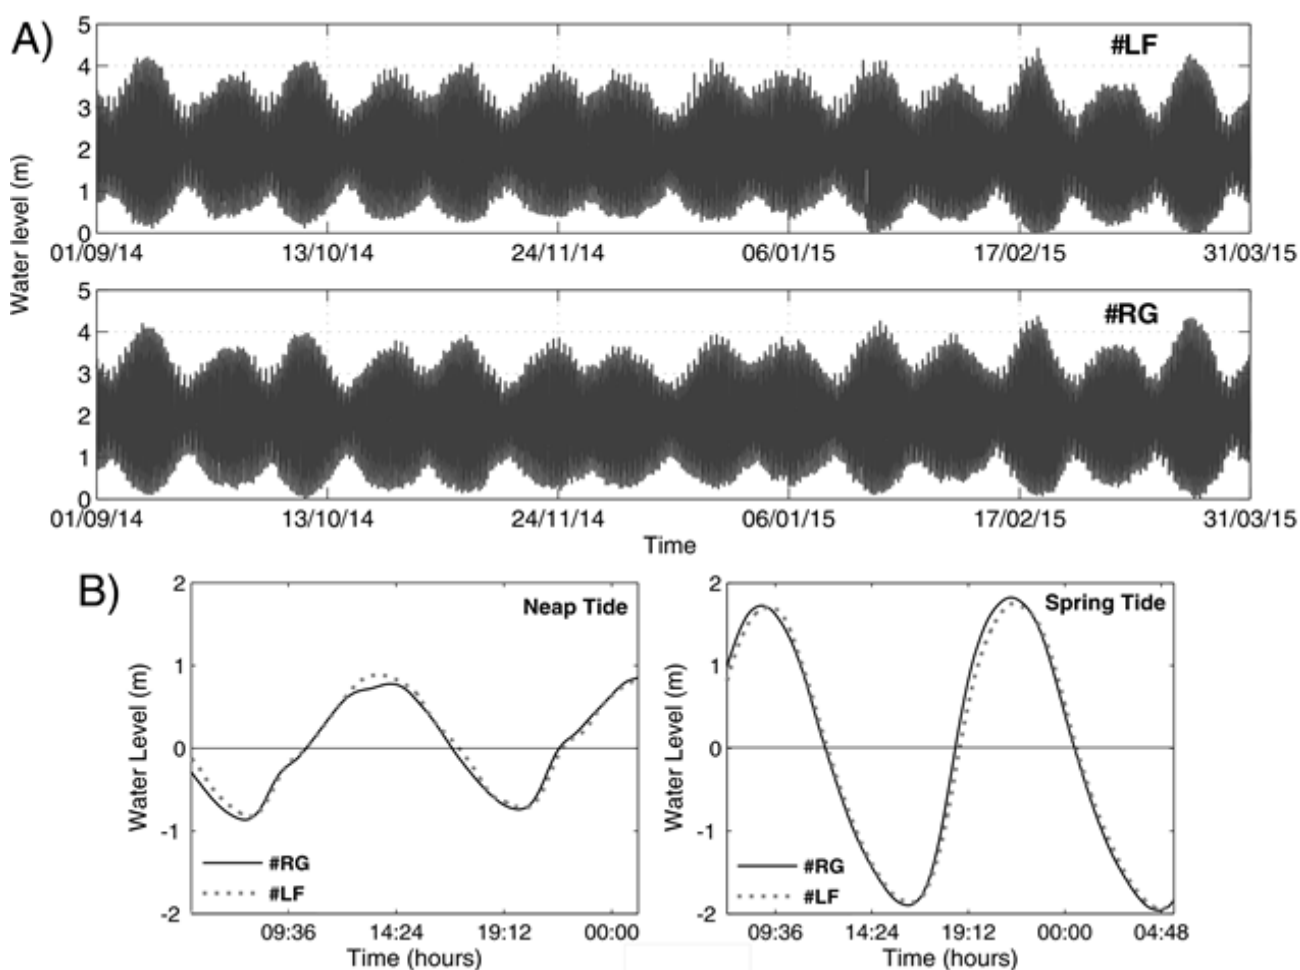 A)
Water level (m)
#LF
5
4
3
2
1
0
01/09/14 13/10/14 24/11/14 06/01/15 17/02/15 31/03/15
#RG
5
4
3
2
1
0
01/09/14 13/10/14 24/11/14 06/01/15 17/02/15 31/03/15
Time
B)
Neap Tide
Water Level (m)
2
1
0
-1
-2
#RG
#LF
09:36 14:24 19:12 00:00
Time (hours)
Spring Tide
Water Level (m)
2
1
0
-1
-2
#RG
#LF
09:36 14:24 19:12 00:00 04:48
Time (hours)